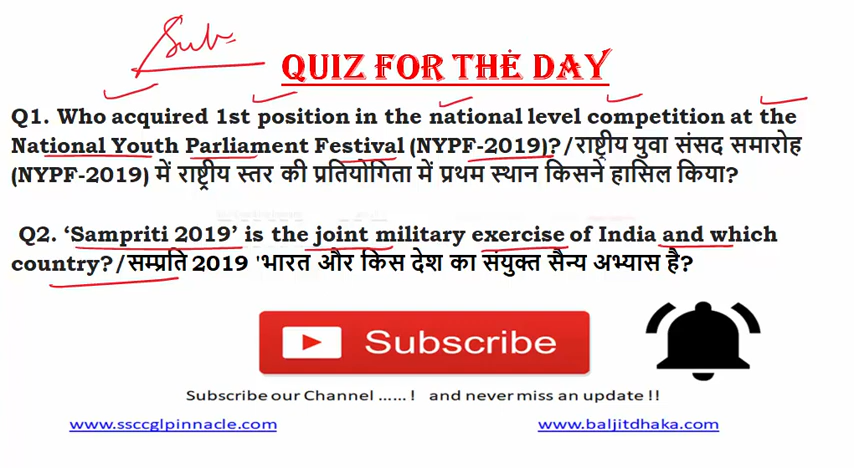 Sub
QUIZ FOR THE DAY
Q1. Who acquired 1st position in the national level competition at the
National Youth Parliament Festival (NYPF-2019)?/राष्ट्रीय युवा संसद समारोह
(NYPF-2019) में राष्ट्रीय स्तर की प्रतियोगिता में प्रथम स्थान किसने हासिल किया?
Q2. ‘Sampriti 2019’ is the joint military exercise of India and which
country?/सम्प्रति 2019 'भारत और किस देश का संयुक्त सैन्य अभ्यास है?
Subscribe
Subscribe our Channel ……! and never miss an update !!
www.ssccglpinnacle.com www.baljitdhaka.com